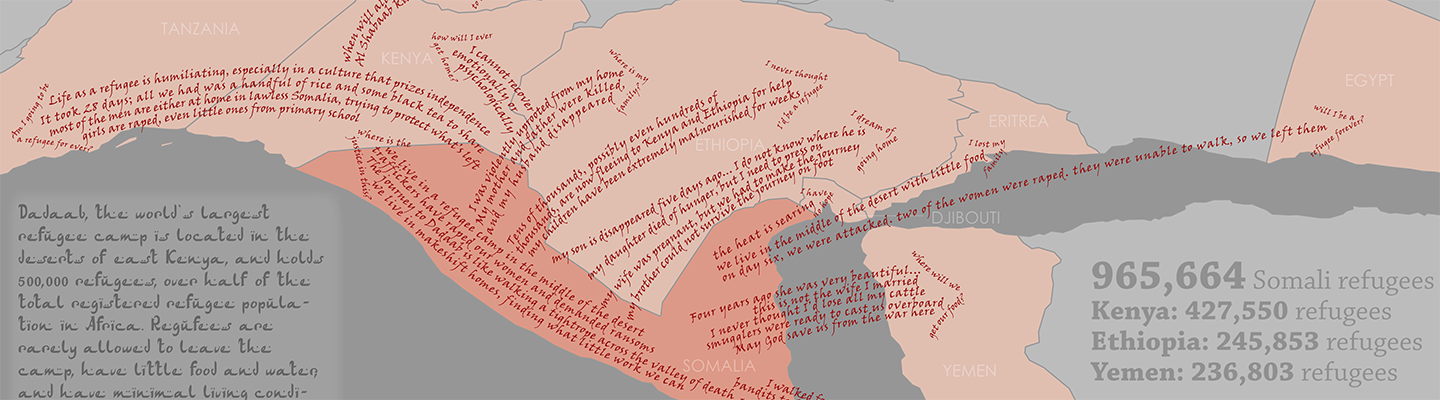 TANZANIA
KENYA
ETHIOPIA
ERITREA
EGYPT
DJIBOUTI
SOMALIA
YEMEN
Am I going to be
a refugee for ever?
Life as a refugee is humiliating, especially in a culture that prizes independence
It took 28 days; all we had was a handful of rice and some black tea to share
most of the men are either at home in lawless Somalia, trying to protect what's left
girls are raped, even little ones from primary school
when will
Al Shabaab
how will I ever
get home?
I cannot recover
emotionally or
psychologically
where is the
justice
I was uprooted from my home
My mother and father were killed,
and my husband disappeared
where is my
family?
Tens of thousands, possibly even hundreds of
thousands, are now fleeing to Kenya and Ethiopia for help
my children have been extremely malnourished for weeks
I never thought
I'd be a refugee
my son is disappeared five days ago... I do not know where he is
my daughter died of hunger, but I need to press on
my wife was pregnant, but we had to make the journey
my brother could not survive the journey on foot
I dream of
going home
we live in a refugee camp in the middle of the desert
Traffickers have raped our women and demanded ransoms
The journey to Dadaab is like walking a tightrope across the valley of death
we live in makeshift homes, finding what little work we can
I have
the heat is searing
we live in the middle of the desert with little food
on day six, we were attacked; two of the women were raped. they were unable to walk, so we left them
I lost my
family
will I be a
refugee forever?
Four years ago she was very beautiful...
this is not the wife I married
I never thought I'd lose all my cattle
smugglers were ready to cast us overboard
May God save us from the war here
where will we
get our food?
I walked
bandits
Dadaab, the world's largest
refugee camp is located in the
deserts of east Kenya, and holds
500,000 refugees, over half of the
total registered refugee popula-
tion in Africa. Regufees are
rarely allowed to leave the
camp, have little food and water,
and have minimal living condi-
965,664 Somali refugees
Kenya: 427,550 refugees
Ethiopia: 245,853 refugees
Yemen: 236,803 refugees